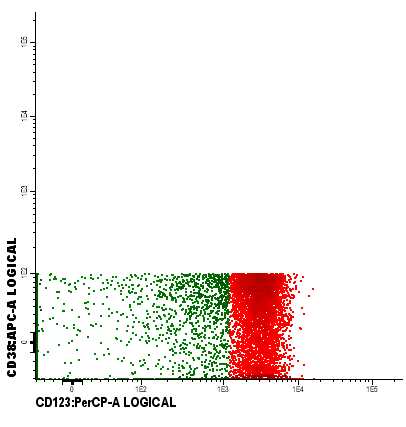 1E5
1E4
1E3
1E2
0
CD38:APC-A LOGICAL
0
1E2
1E3
1E4
1E5
CD123:PerCP-A LOGICAL